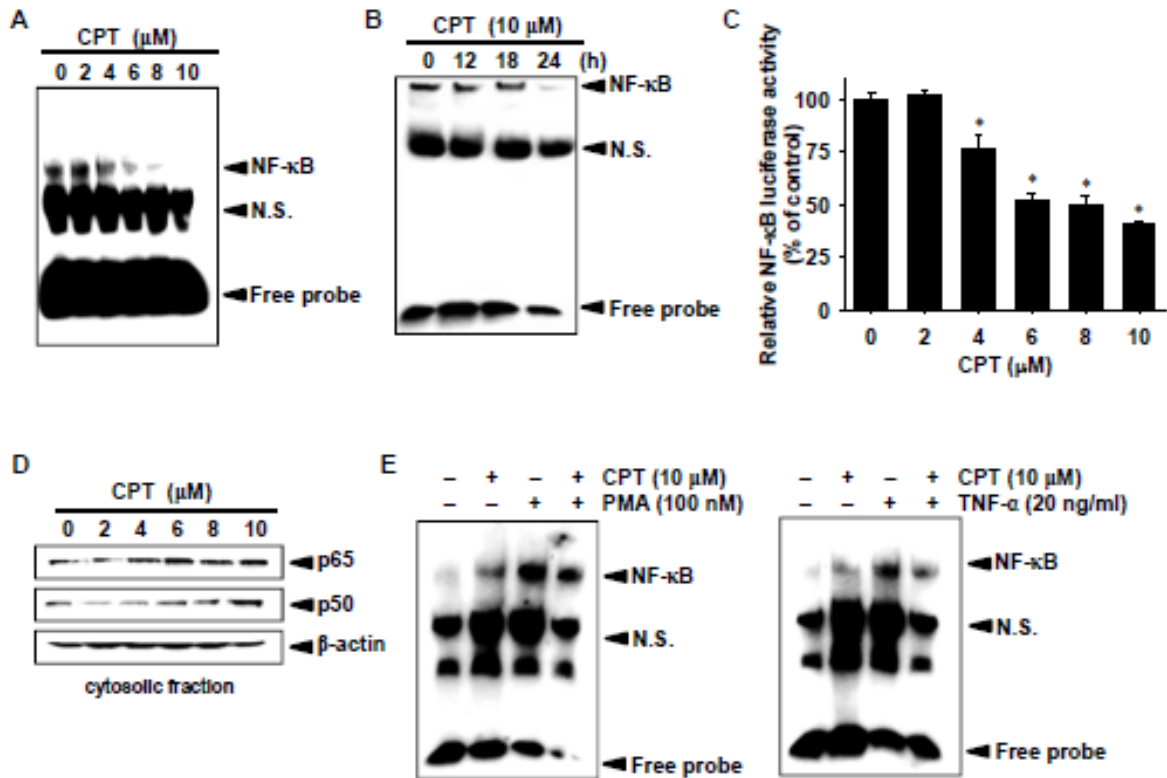 A
CPT (μM)
0 2 4 6 8 10
NF-κB
N.S.
Free probe
B
CPT (10 μM)
0 12 18 24 (h)
NF-κB
N.S.
Free probe
C
Relative NF-κB luciferase activity
(% of control)
100
75
50
25
0
* * * *
0 2 4 6 8 10
CPT (μM)
D
CPT (μM)
0 2 4 6 8 10
p65
p50
β-actin
cytosolic fraction
E
– + – + CPT (10 μM)
– – + + PMA (100 nM)
NF-κB
N.S.
Free probe
– + – + CPT (10 μM)
– – + + TNF-α (20 ng/ml)
NF-κB
N.S.
Free probe